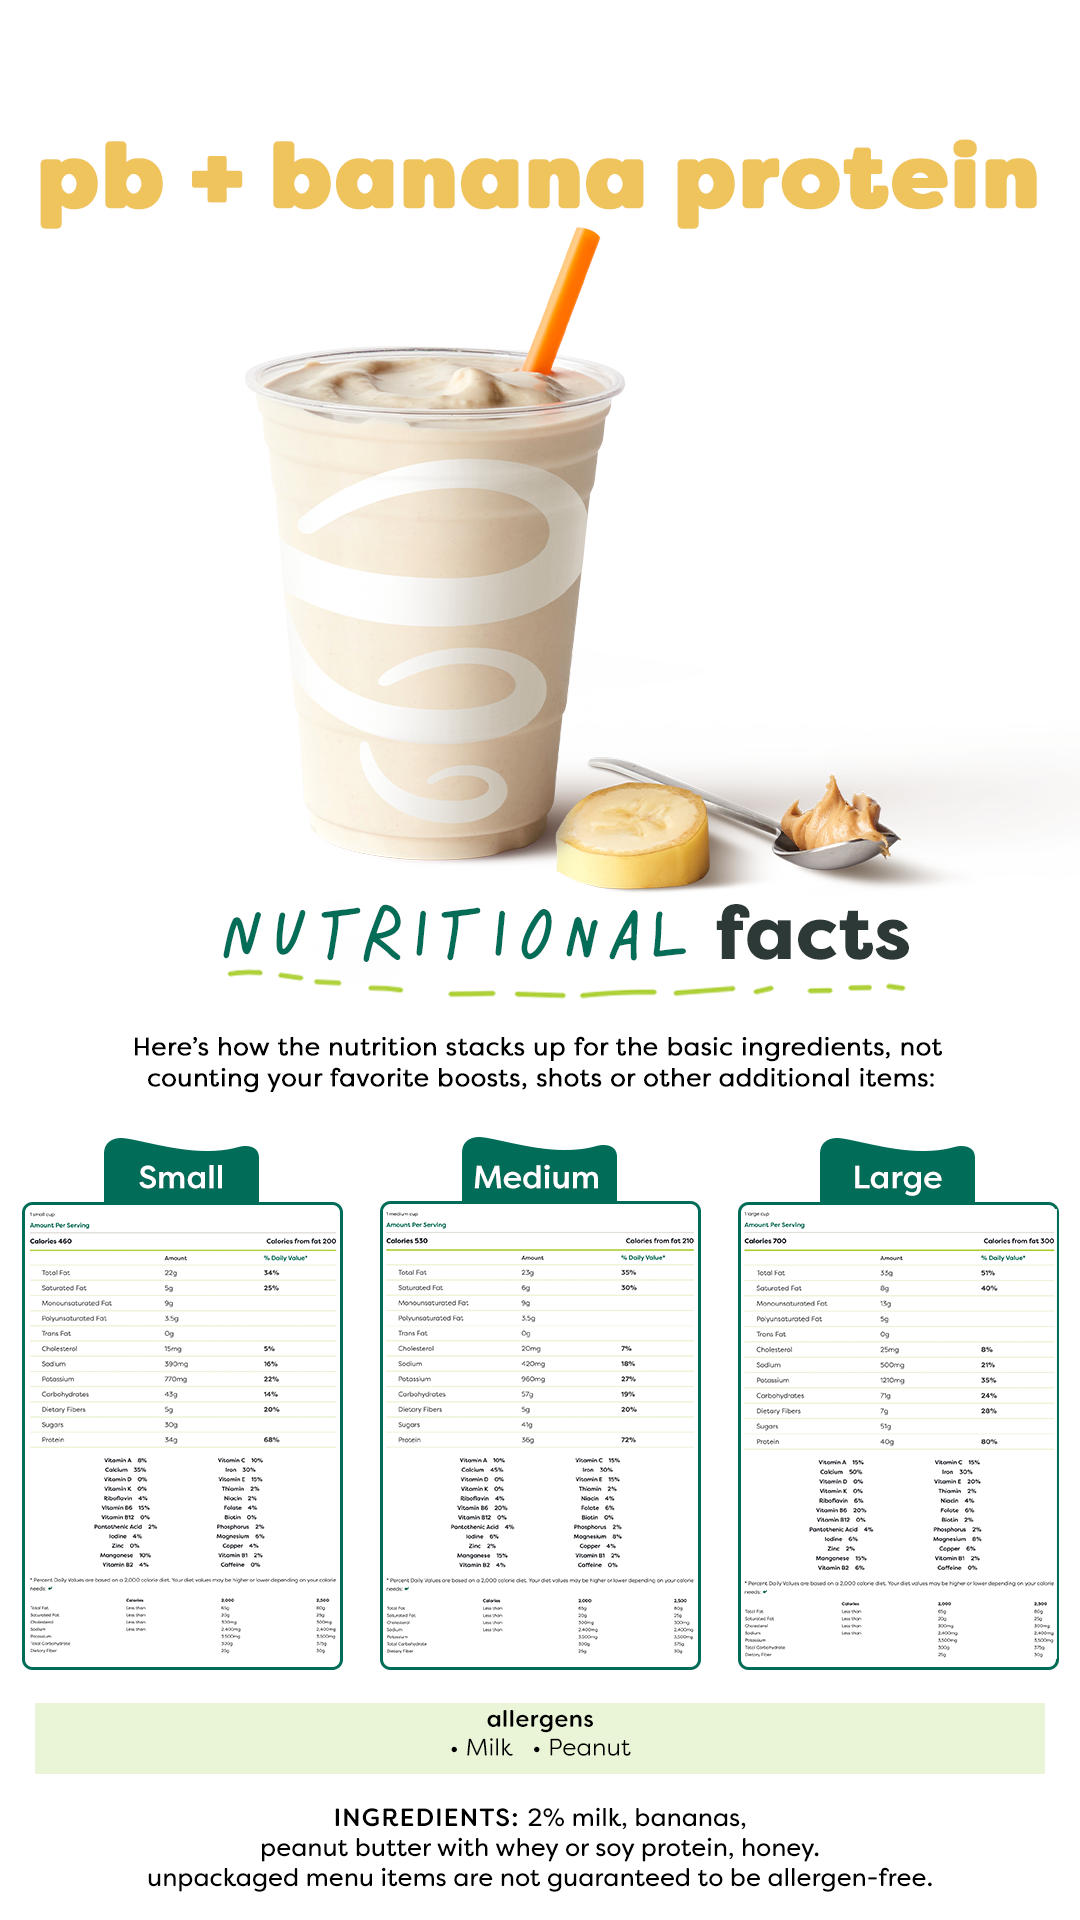 pb + banana protein
NUTRITIONAL facts
Here’s how the nutrition stacks up for the basic ingredients, not
counting your favorite boosts, shots or other additional items:
Small
1 small cup
Amount Per Serving
Calories 460 Calories from fat 200
Amount % Daily Value*
Total Fat 22g 34%
Saturated Fat 5g 25%
Monounsaturated Fat 9g
Polyunsaturated Fat 3.5g
Trans Fat 0g
Cholesterol 15mg 5%
Sodium 390mg 16%
Potassium 770mg 22%
Carbohydrates 43g 14%
Dietary Fibers 5g 20%
Sugars 30g
Protein 34g 68%
Vitamin A 8% Vitamin C 10%
Calcium 35% Iron 30%
Vitamin D 0% Vitamin E 15%
Vitamin K 0% Thiamin 2%
Riboflavin 4% Niacin 2%
Vitamin B6 15% Folate 4%
Vitamin B12 0% Biotin 0%
Pantothenic Acid 2% Phosphorus 2%
Iodine 4% Magnesium 6%
Zinc 0% Copper 4%
Manganese 10% Vitamin B1 2%
Vitamin B2 4% Caffeine 0%
* Percent Daily Values are based on a 2,000 calorie diet. Your diet values may be higher or lower depending on your calorie
needs:
Calories 2,000 2,500
Total Fat Less than 65g 80g
Saturated Fat Less than 20g 25g
Cholesterol Less than 300mg 300mg
Sodium Less than 2,400mg 2,400mg
Potassium 3,500mg 3,500mg
Total Carbohydrate 300g 375g
Dietary Fiber 25g 30g
Medium
1 medium cup
Amount Per Serving
Calories 530 Calories from fat 210
Amount % Daily Value*
Total Fat 23g 35%
Saturated Fat 6g 30%
Monounsaturated Fat 9g
Polyunsaturated Fat 3.5g
Trans Fat 0g
Cholesterol 20mg 7%
Sodium 420mg 18%
Potassium 960mg 27%
Carbohydrates 57g 19%
Dietary Fibers 5g 20%
Sugars 41g
Protein 36g 72%
Vitamin A 10% Vitamin C 15%
Calcium 45% Iron 30%
Vitamin D 0% Vitamin E 15%
Vitamin K 0% Thiamin 2%
Riboflavin 4% Niacin 4%
Vitamin B6 20% Folate 6%
Vitamin B12 0% Biotin 0%
Pantothenic Acid 4% Phosphorus 2%
Iodine 6% Magnesium 8%
Zinc 2% Copper 4%
Manganese 15% Vitamin B1 2%
Vitamin B2 4% Caffeine 0%
* Percent Daily Values are based on a 2,000 calorie diet. Your diet values may be higher or lower depending on your calorie
needs:
Calories 2,000 2,500
Total Fat Less than 65g 80g
Saturated Fat Less than 20g 25g
Cholesterol Less than 300mg 300mg
Sodium Less than 2,400mg 2,400mg
Potassium 3,500mg 3,500mg
Total Carbohydrate 300g 375g
Dietary Fiber 25g 30g
Large
1 large cup
Amount Per Serving
Calories 700 Calories from fat 300
Amount % Daily Value*
Total Fat 33g 51%
Saturated Fat 8g 40%
Monounsaturated Fat 13g
Polyunsaturated Fat 5g
Trans Fat 0g
Cholesterol 25mg 8%
Sodium 500mg 21%
Potassium 1210mg 35%
Carbohydrates 71g 24%
Dietary Fibers 7g 28%
Sugars 51g
Protein 40g 80%
Vitamin A 15% Vitamin C 15%
Calcium 50% Iron 30%
Vitamin D 0% Vitamin E 20%
Vitamin K 0% Thiamin 2%
Riboflavin 6% Niacin 4%
Vitamin B6 20% Folate 6%
Vitamin B12 0% Biotin 2%
Pantothenic Acid 4% Phosphorus 2%
Iodine 6% Magnesium 8%
Zinc 2% Copper 6%
Manganese 15% Vitamin B1 2%
Vitamin B2 6% Caffeine 0%
* Percent Daily Values are based on a 2,000 calorie diet. Your diet values may be higher or lower depending on your calorie
needs:
Calories 2,000 2,500
Total Fat Less than 65g 80g
Saturated Fat Less than 20g 25g
Cholesterol Less than 300mg 300mg
Sodium Less than 2,400mg 2,400mg
Potassium 3,500mg 3,500mg
Total Carbohydrate 300g 375g
Dietary Fiber 25g 30g
allergens
• Milk • Peanut
INGREDIENTS: 2% milk, bananas,
peanut butter with whey or soy protein, honey.
unpackaged menu items are not guaranteed to be allergen-free.